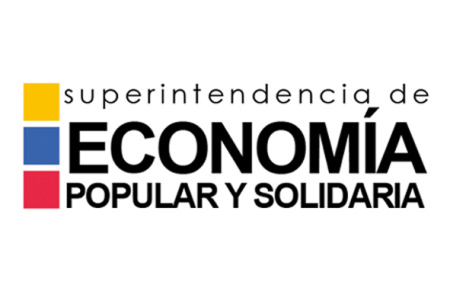 superintendencia de
ECONOMÍA
POPULAR Y SOLIDARIA